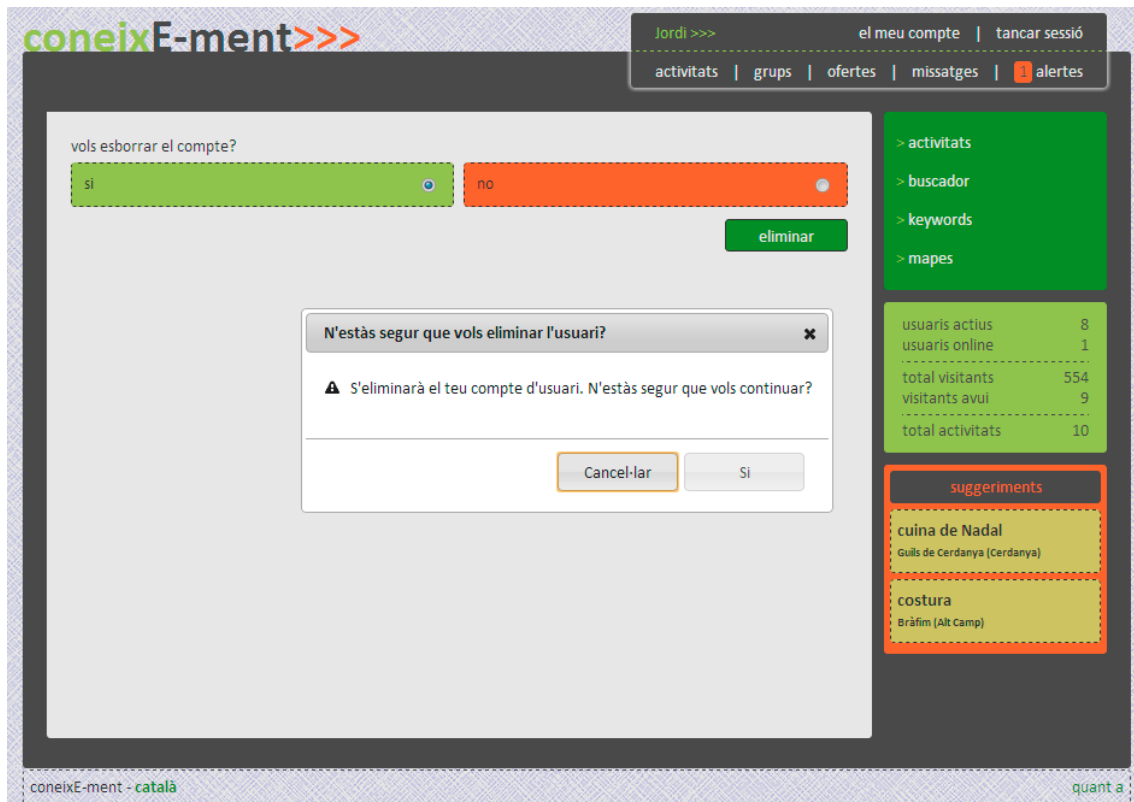 coneixE-ment>>>
Jordi >>> el meu compte | tancar sessió
activitats | grups | ofertes | missatges | 1 alertes
vols esborrar el compte?
si
no
eliminar
N'estàs segur que vols eliminar l'usuari?
S'eliminarà el teu compte d'usuari. N'estàs segur que vols continuar?
Cancel·lar
Si
> activitats
> buscador
> keywords
> mapes
usuaris actius 8
usuaris online 1
total visitants 554
visitants avui 9
total activitats 10
suggeriments
cuina de Nadal
Guils de Cerdanya (Cerdanya)
costura
Bràfim (Alt Camp)
coneixE-ment - català
quant a